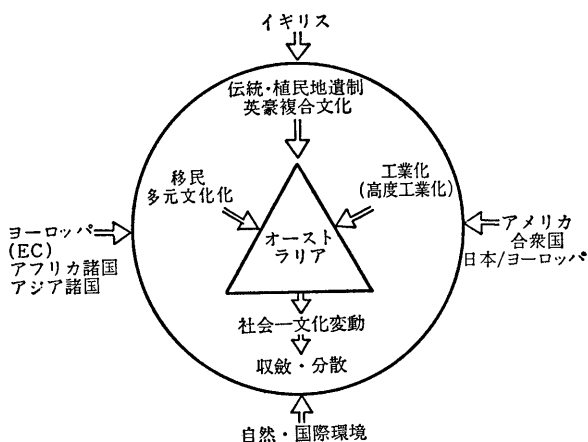 イギリス
伝統・植民地遺制
英豪複合文化
移民
多元文化化
工業化
(高度工業化)
オースト
ラリア
ヨーロッパ
(EC)
アフリカ諸国
アジア諸国
アメリカ
合衆国
日本/ヨーロッパ
社会―文化変動
収斂・分散
自然・国際環境